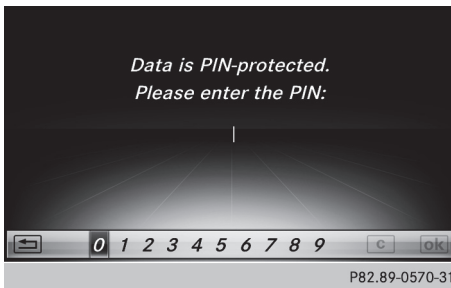 Data is PIN-protected.
Please enter the PIN:
0 1 2 3 4 5 6 7 8 9 c ok
P82.89-0570-31